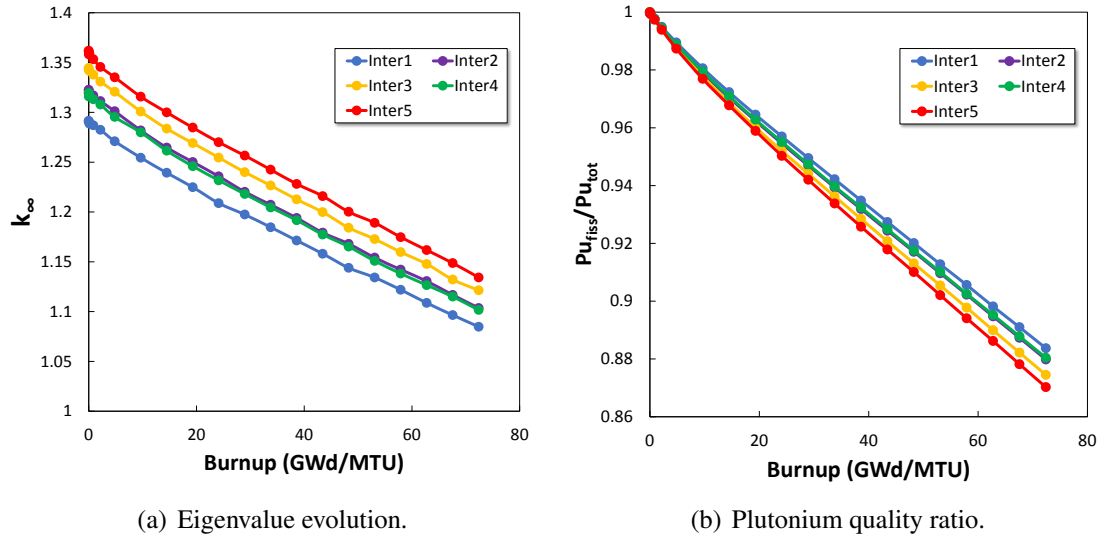 1.4
1.35
1.3
1.25
1.2
1.15
1.1
1.05
1
k∞
0 20 40 60 80
Burnup (GWd/MTU)
Inter1 Inter2
Inter3 Inter4
Inter5
(a) Eigenvalue evolution.
1
0.98
0.96
0.94
0.92
0.9
0.88
0.86
Pu_fiss/Pu_tot
0 20 40 60 80
Burnup (GWd/MTU)
Inter1 Inter2
Inter3 Inter4
Inter5
(b) Plutonium quality ratio.